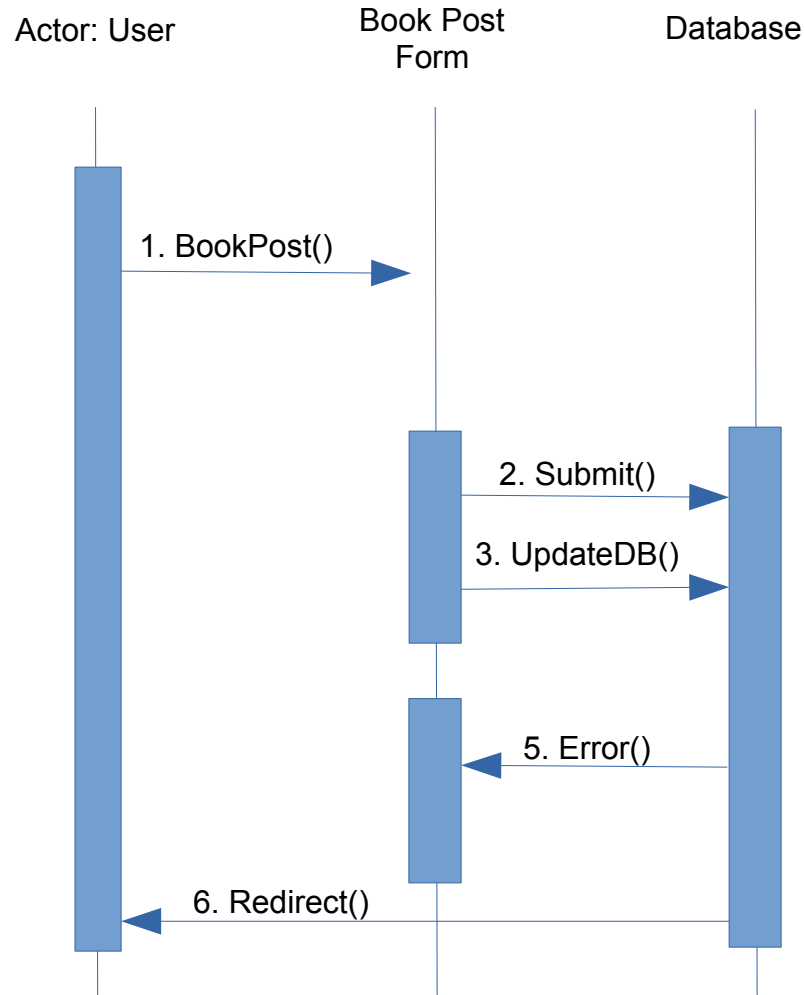 Actor: User
Book Post
Form
Database
1. BookPost()
2. Submit()
3. UpdateDB()
5. Error()
6. Redirect()